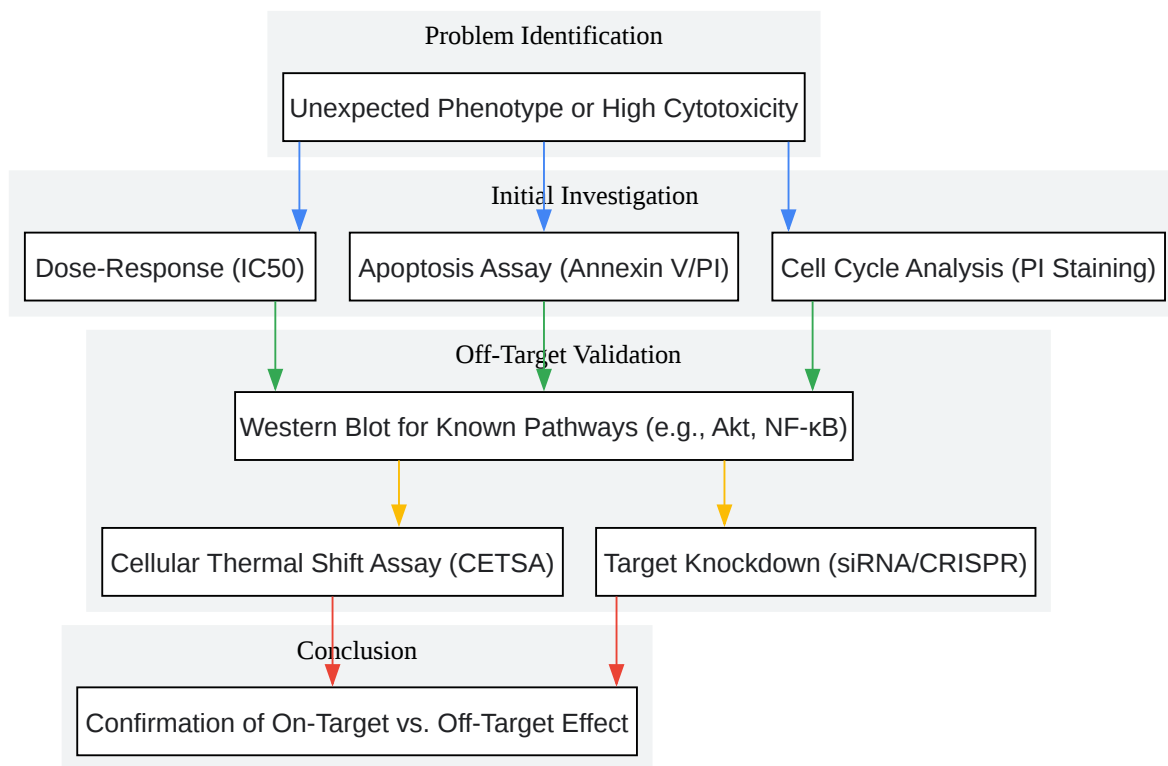 Problem Identification
Unexpected Phenotype or High Cytotoxicity
Initial Investigation
Dose-Response (IC50)
Apoptosis Assay (Annexin V/PI)
Cell Cycle Analysis (PI Staining)
Off-Target Validation
Western Blot for Known Pathways (e.g., Akt, NF-κB)
Cellular Thermal Shift Assay (CETSA)
Target Knockdown (siRNA/CRISPR)
Conclusion
Confirmation of On-Target vs. Off-Target Effect